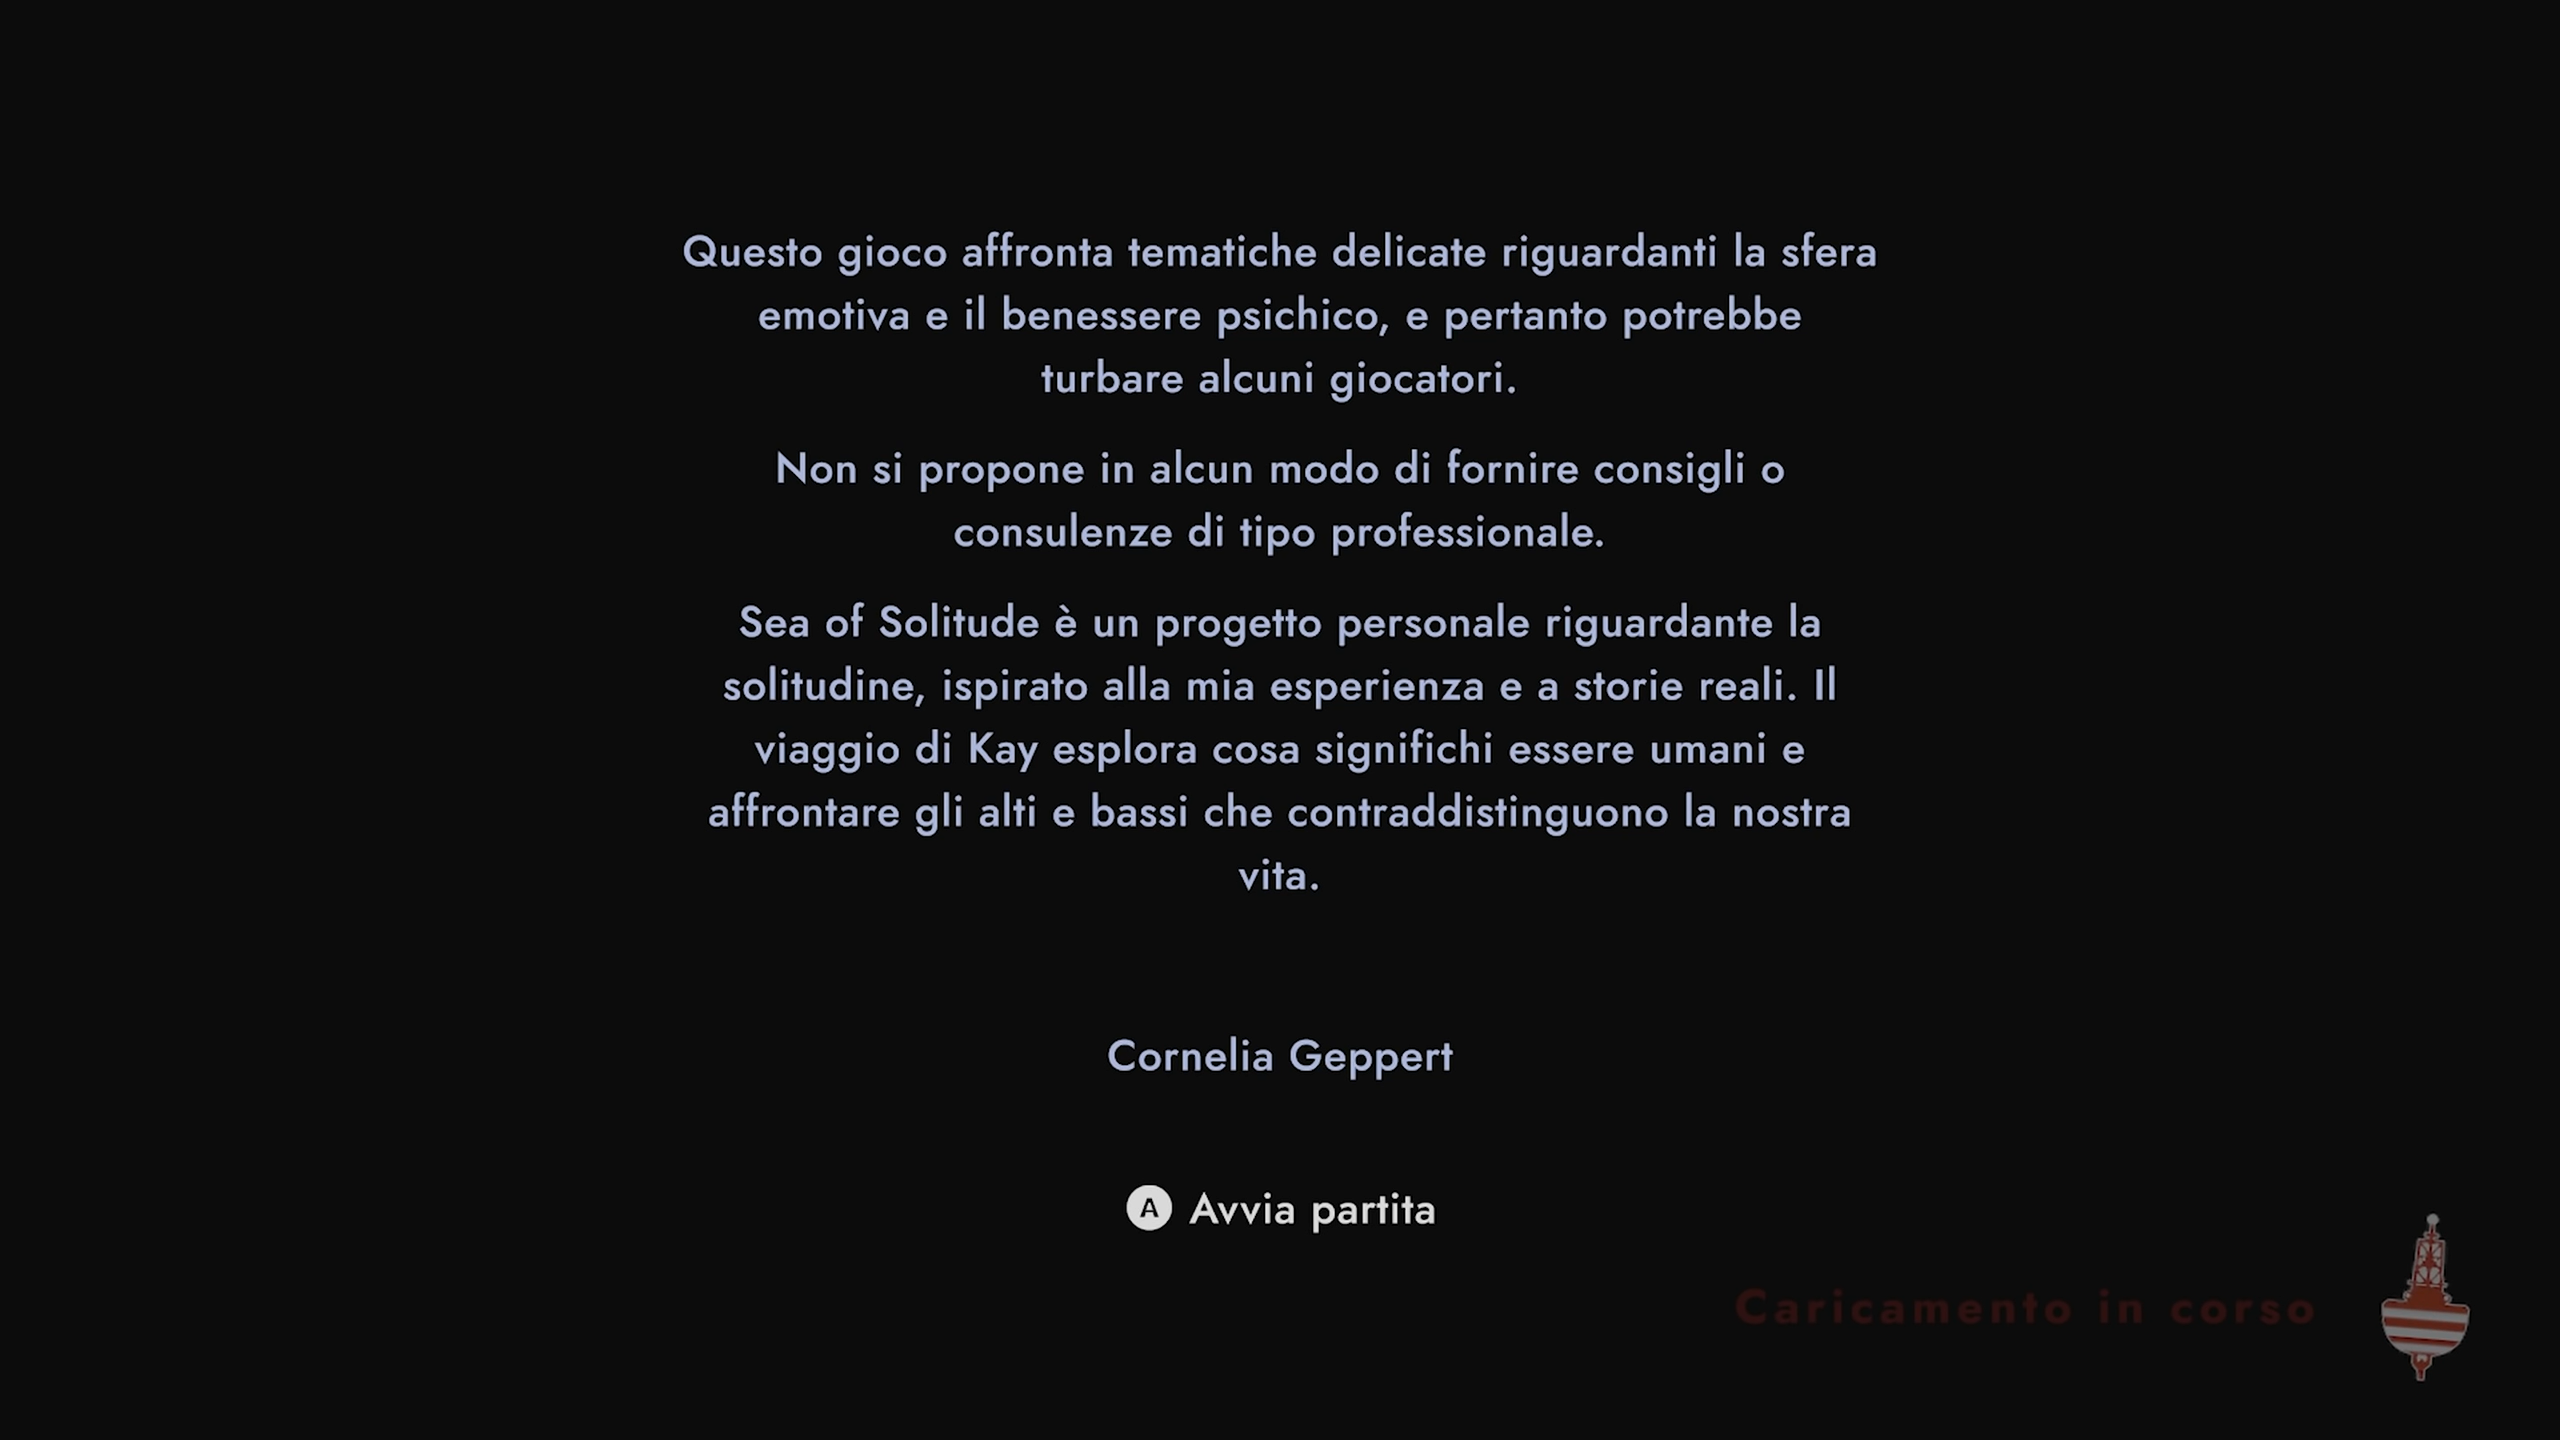 Questo gioco affronta tematiche delicate riguardanti la sfera
emotiva e il benessere psichico, e pertanto potrebbe
turbare alcuni giocatori.
Non si propone in alcun modo di fornire consigli o
consulenze di tipo professionale.
Sea of Solitude è un progetto personale riguardante la
solitudine, ispirato alla mia esperienza e a storie reali. Il
viaggio di Kay esplora cosa significhi essere umani e
affrontare gli alti e bassi che contraddistinguono la nostra
vita.
Cornelia Geppert
A Avvia partita
Caricamento in corso